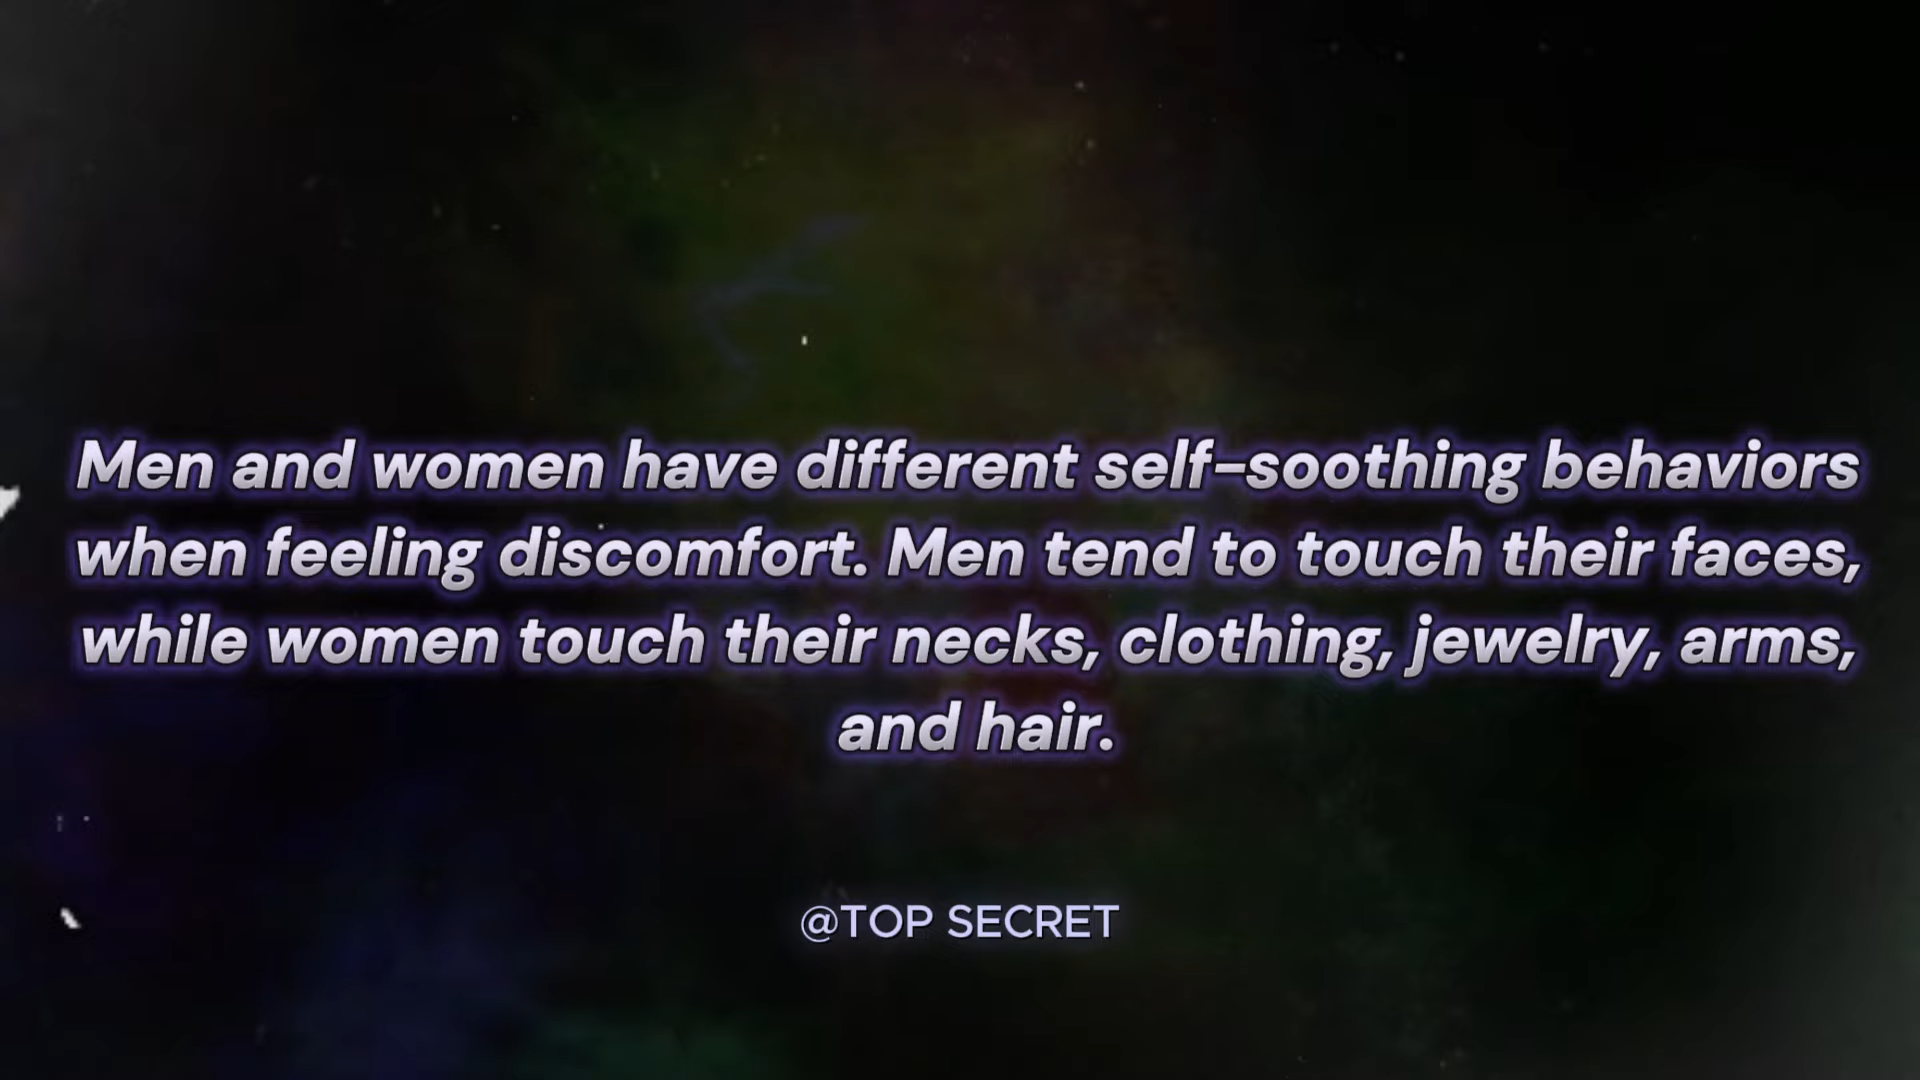 Men and women have different self-soothing behaviors
when feeling discomfort. Men tend to touch their faces,
while women touch their necks, clothing, jewelry, arms,
and hair.
@TOP SECRET